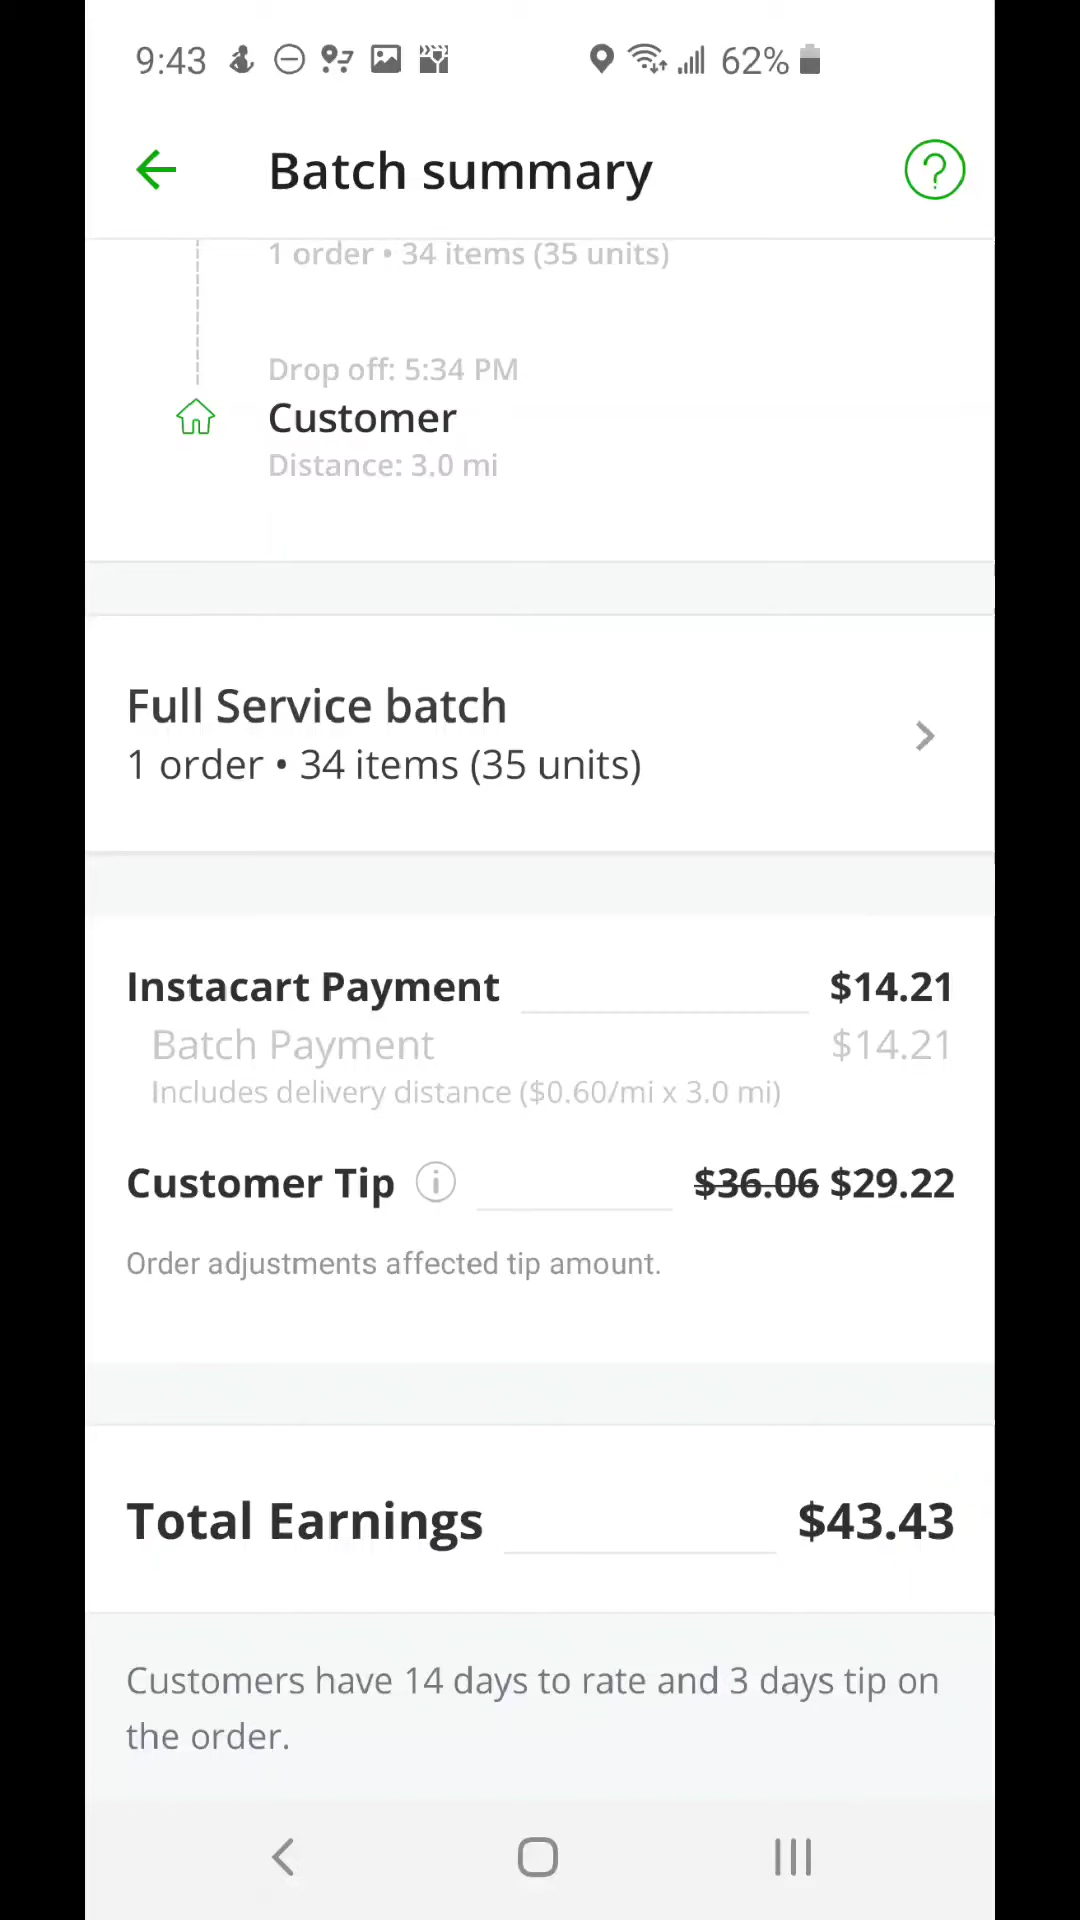 9:43 62%
Batch summary
1 order • 34 items (35 units)
Drop off: 5:34 PM
Customer
Distance: 3.0 mi
Full Service batch
1 order • 34 items (35 units)
Instacart Payment $14.21
Batch Payment $14.21
Includes delivery distance ($0.60/mi x 3.0 mi)
Customer Tip $36.06 $29.22
Order adjustments affected tip amount.
Total Earnings $43.43
Customers have 14 days to rate and 3 days tip on
the order.